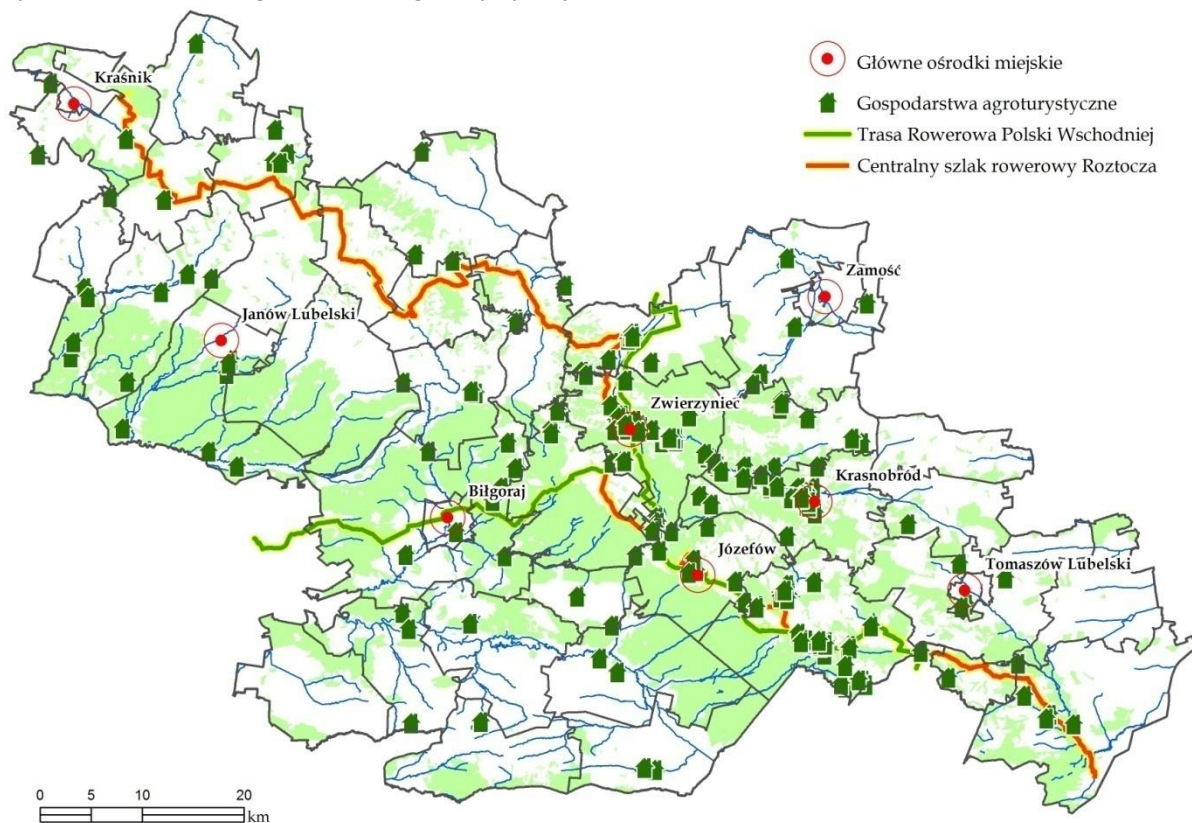 Kraśnik
Główne ośrodki miejskie
Gospodarstwa agroturystyczne
Trasa Rowerowa Polski Wschodniej
Centralny szlak rowerowy Roztocza
Zamość
Janów Lubelski
Zwierzyniec
Krasnobród
Biłgoraj
Józefów
Tomaszów Lubelski
0 5 10 20
km